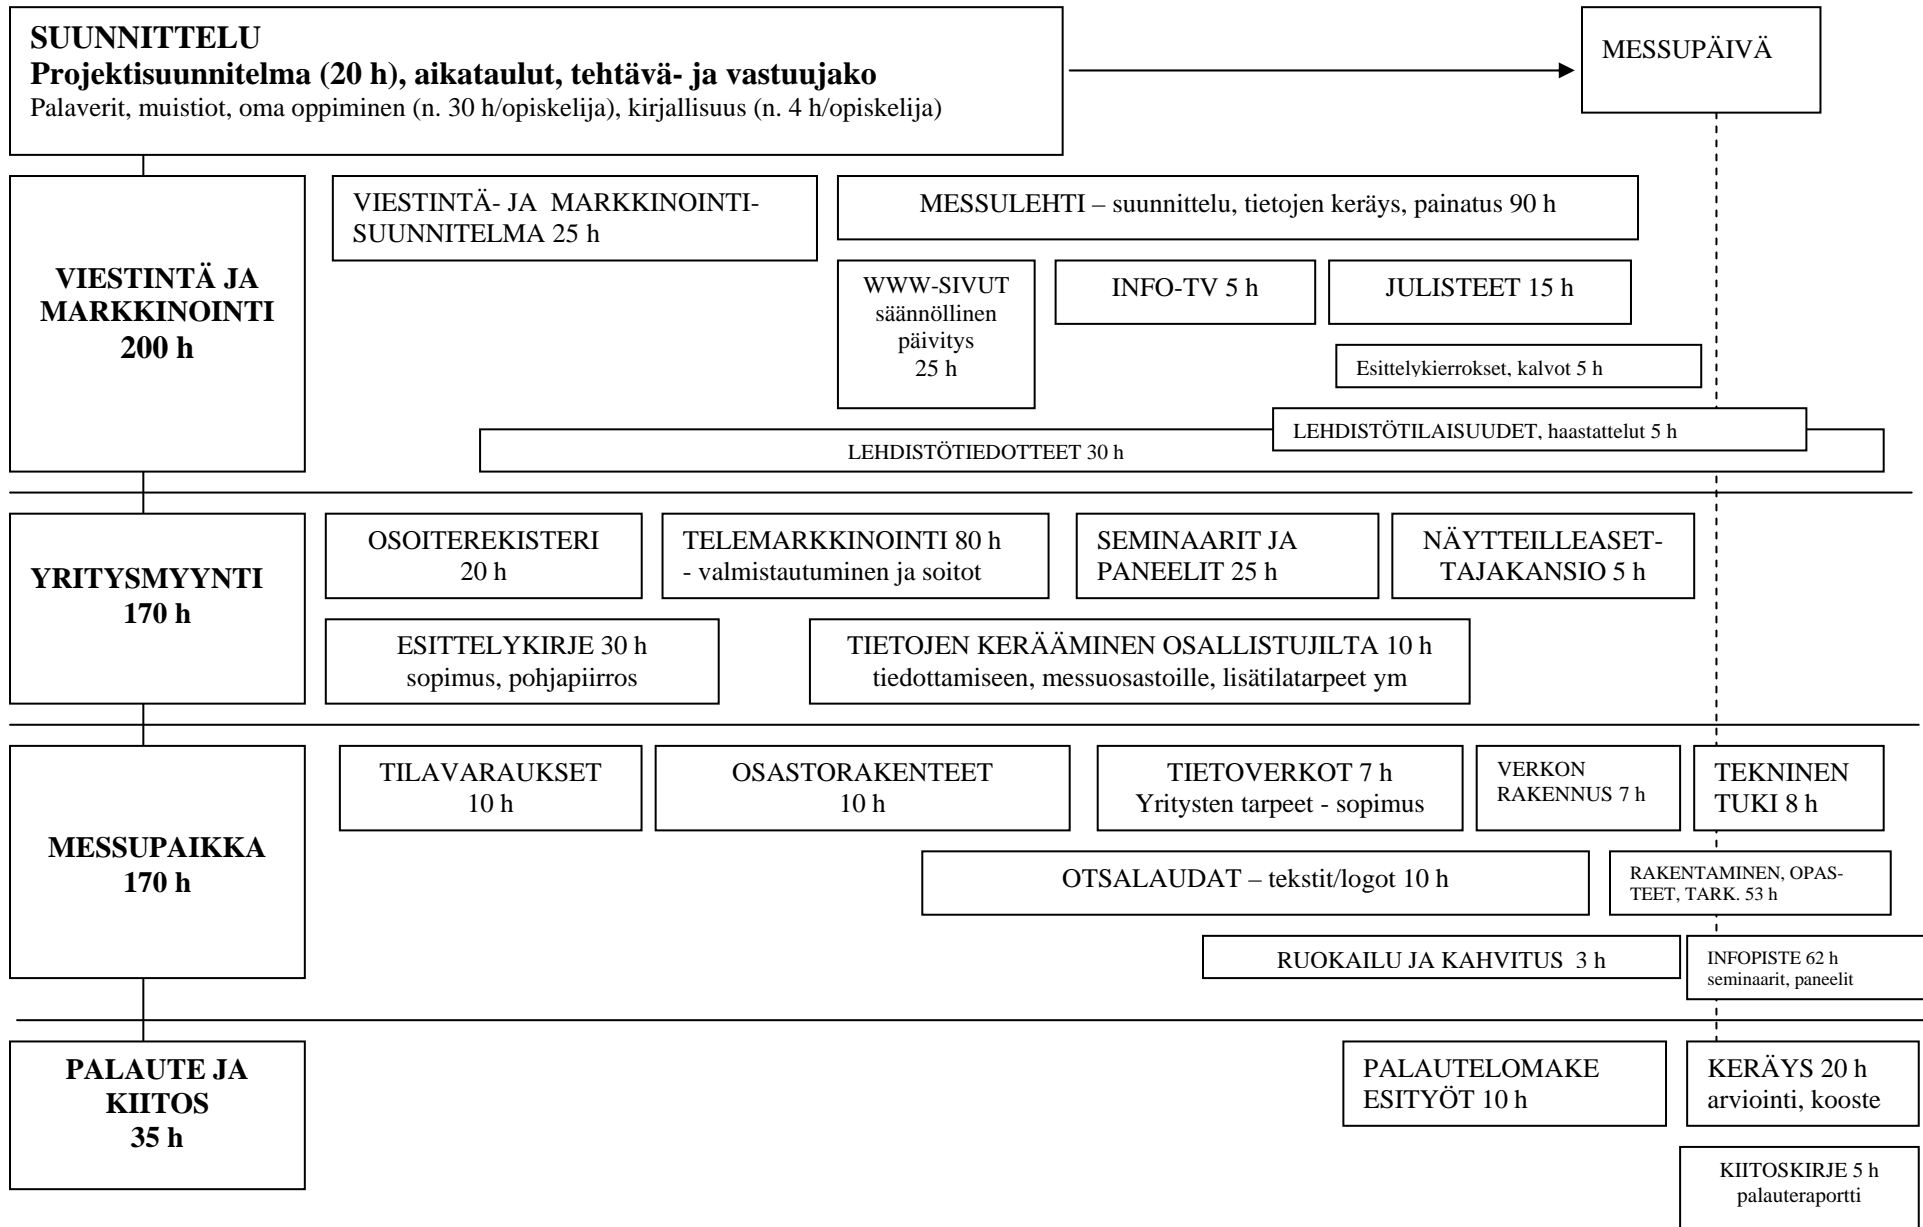 SUUNNITTELU
Projektisuunnitelma (20 h), aikataulut, tehtävä- ja vastuujako
Palaverit, muistiot, oma oppiminen (n. 30 h/opiskelija), kirjallisuus (n. 4 h/opiskelija)
MESSUPÄIVÄ
VIESTINTÄ JA
MARKKINOINTI
200 h
VIESTINTÄ- JA MARKKINOINTI-
SUUNNITELMA 25 h
MESSULEHTI – suunnittelu, tietojen keräys, painatus 90 h
WWW-SIVUT
säännöllinen
päivitys
25 h
INFO-TV 5 h
JULISTEET 15 h
Esittelykierrokset, kalvot 5 h
LEHDISTÖTILAISUUDET, haastattelut 5 h
LEHDISTÖTIEDOTTEET 30 h
YRITYSMYYNTI
170 h
OSOITEREKISTERI
20 h
TELEMARKKINOINTI 80 h
- valmistautuminen ja soitot
SEMINAARIT JA
PANEELIT 25 h
NÄYTTEILLEASET-
TAJAKANSIO 5 h
ESITTELYKIRJE 30 h
sopimus, pohjapiirros
TIETOJEN KERÄÄMINEN OSALLISTUJILTA 10 h
tiedottamiseen, messuosastoille, lisätilatarpeet ym
MESSUPAIKKA
170 h
TILAVARAUKSET
10 h
OSASTORAKENTEET
10 h
TIETOVERKOT 7 h
Yritysten tarpeet - sopimus
VERKON
RAKENNUS 7 h
TEKNINEN
TUKI 8 h
OTSALAUDAT – tekstit/logot 10 h
RAKENTAMINEN, OPAS-
TEET, TARK. 53 h
RUOKAILU JA KAHVITUS 3 h
INFOPISTE 62 h
seminaarit, paneelit
PALAUTE JA
KIITOS
35 h
PALAUTELOMAKE
ESITYÖT 10 h
KERÄYS 20 h
arviointi, kooste
KIITOSKIRJE 5 h
palauteraportti